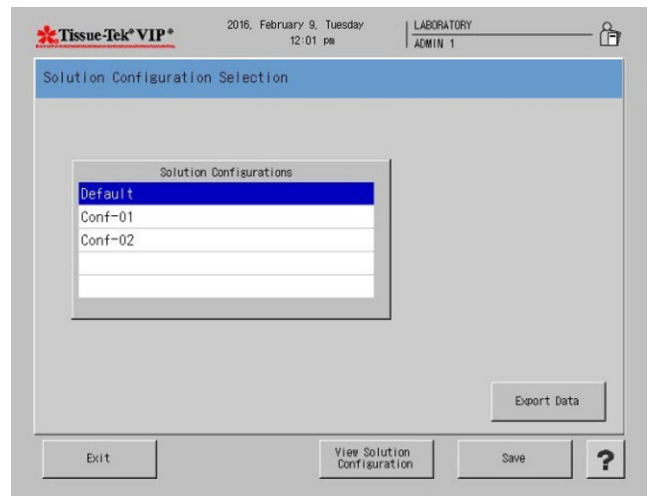 Tissue-Tek® VIP®
2016, February 9, Tuesday
12:01 pm
LABORATORY
ADMIN 1
Solution Configuration Selection
Solution Configurations
Default
Conf-01
Conf-02
Export Data
Exit
View Solution
Configuration
Save
?